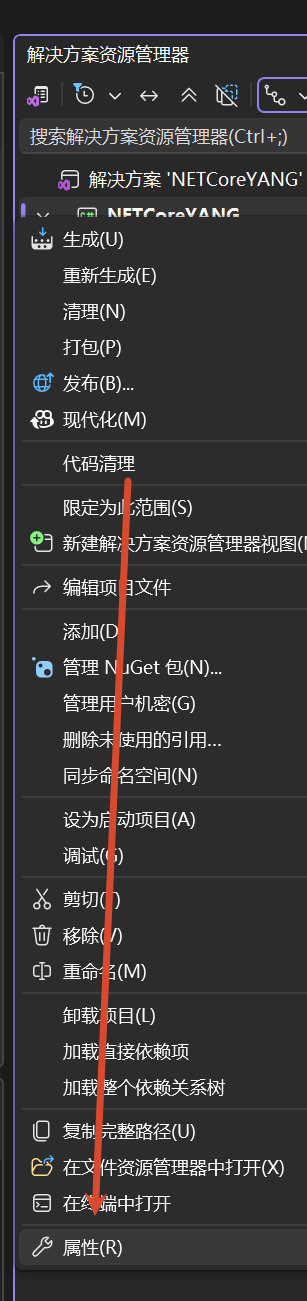 解决方案资源管理器
搜索解决方案资源管理器(Ctrl+;)
解决方案 'NETCoreYANG'
NETCoreYANG
生成(U)
重新生成(E)
清理(N)
打包(P)
发布(B)...
现代化(M)
代码清理
限定为此范围(S)
新建解决方案资源管理器视图(
编辑项目文件
添加(D)
管理 NuGet 包(N)...
管理用户机密(G)
删除未使用的引用...
同步命名空间(N)
设为启动项目(A)
调试(G)
剪切(T)
移除(V)
重命名(M)
卸载项目(L)
加载直接依赖项
加载整个依赖关系树
复制完整路径(U)
在文件资源管理器中打开(X)
在终端中打开
属性(R)